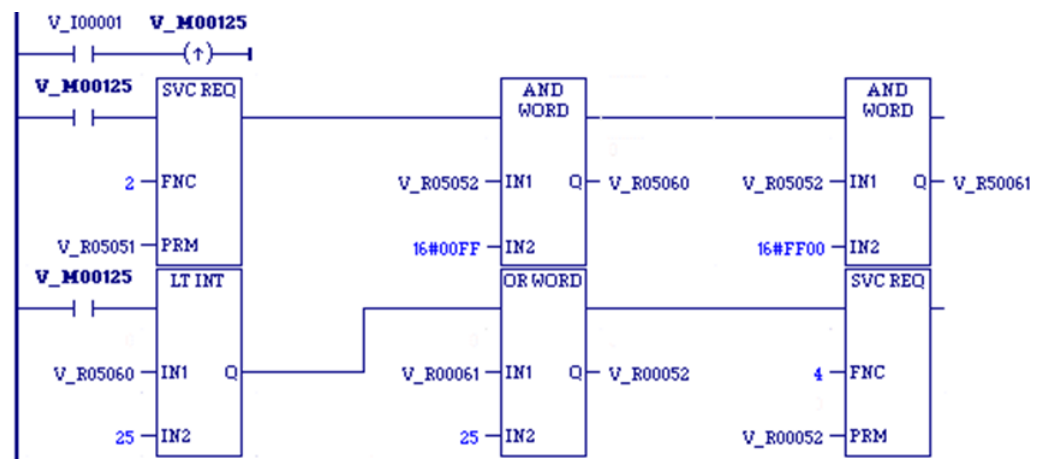 V_I00001 V_M00125
(↑)
V_M00125 SVC REQ AND WORD AND WORD
2 FNC V_R05052 IN1 Q V_R05060 V_R05052 IN1 Q V_R50061
V_R05051 PRM 16#00FF IN2 16#FF00 IN2
V_M00125 LT INT OR WORD SVC REQ
V_R05060 IN1 Q V_R00061 IN1 Q V_R00052 4 FNC
25 IN2 25 IN2 V_R00052 PRM